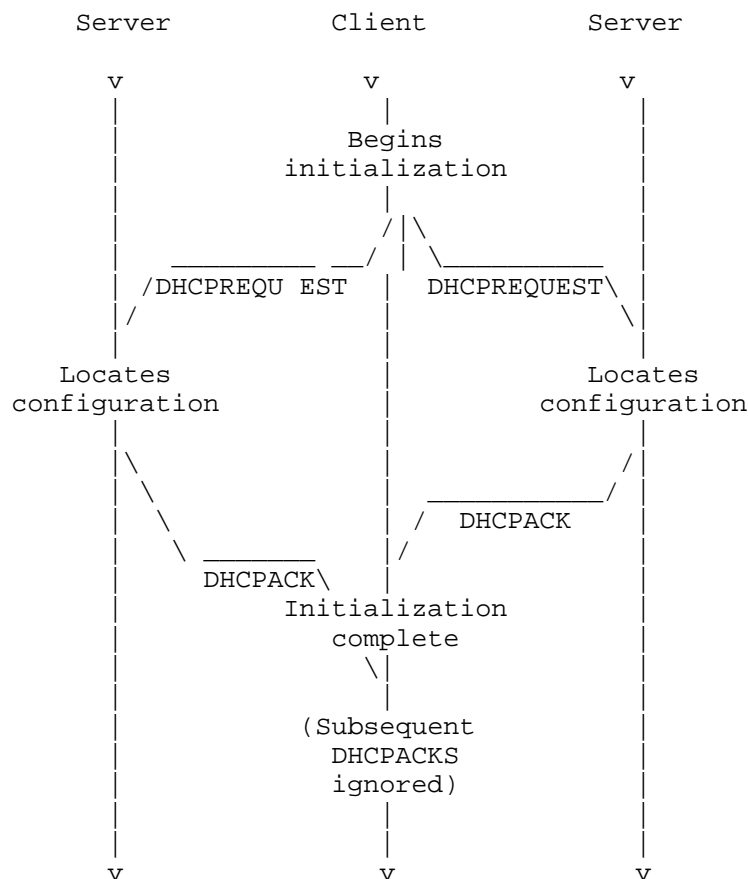 Server Client Server
v v v
Begins
initialization
DHCPREQU EST DHCPREQUEST
Locates Locates
configuration configuration
DHCPACK
DHCPACK
Initialization
complete
(Subsequent
DHCPACKS
ignored)
v v v